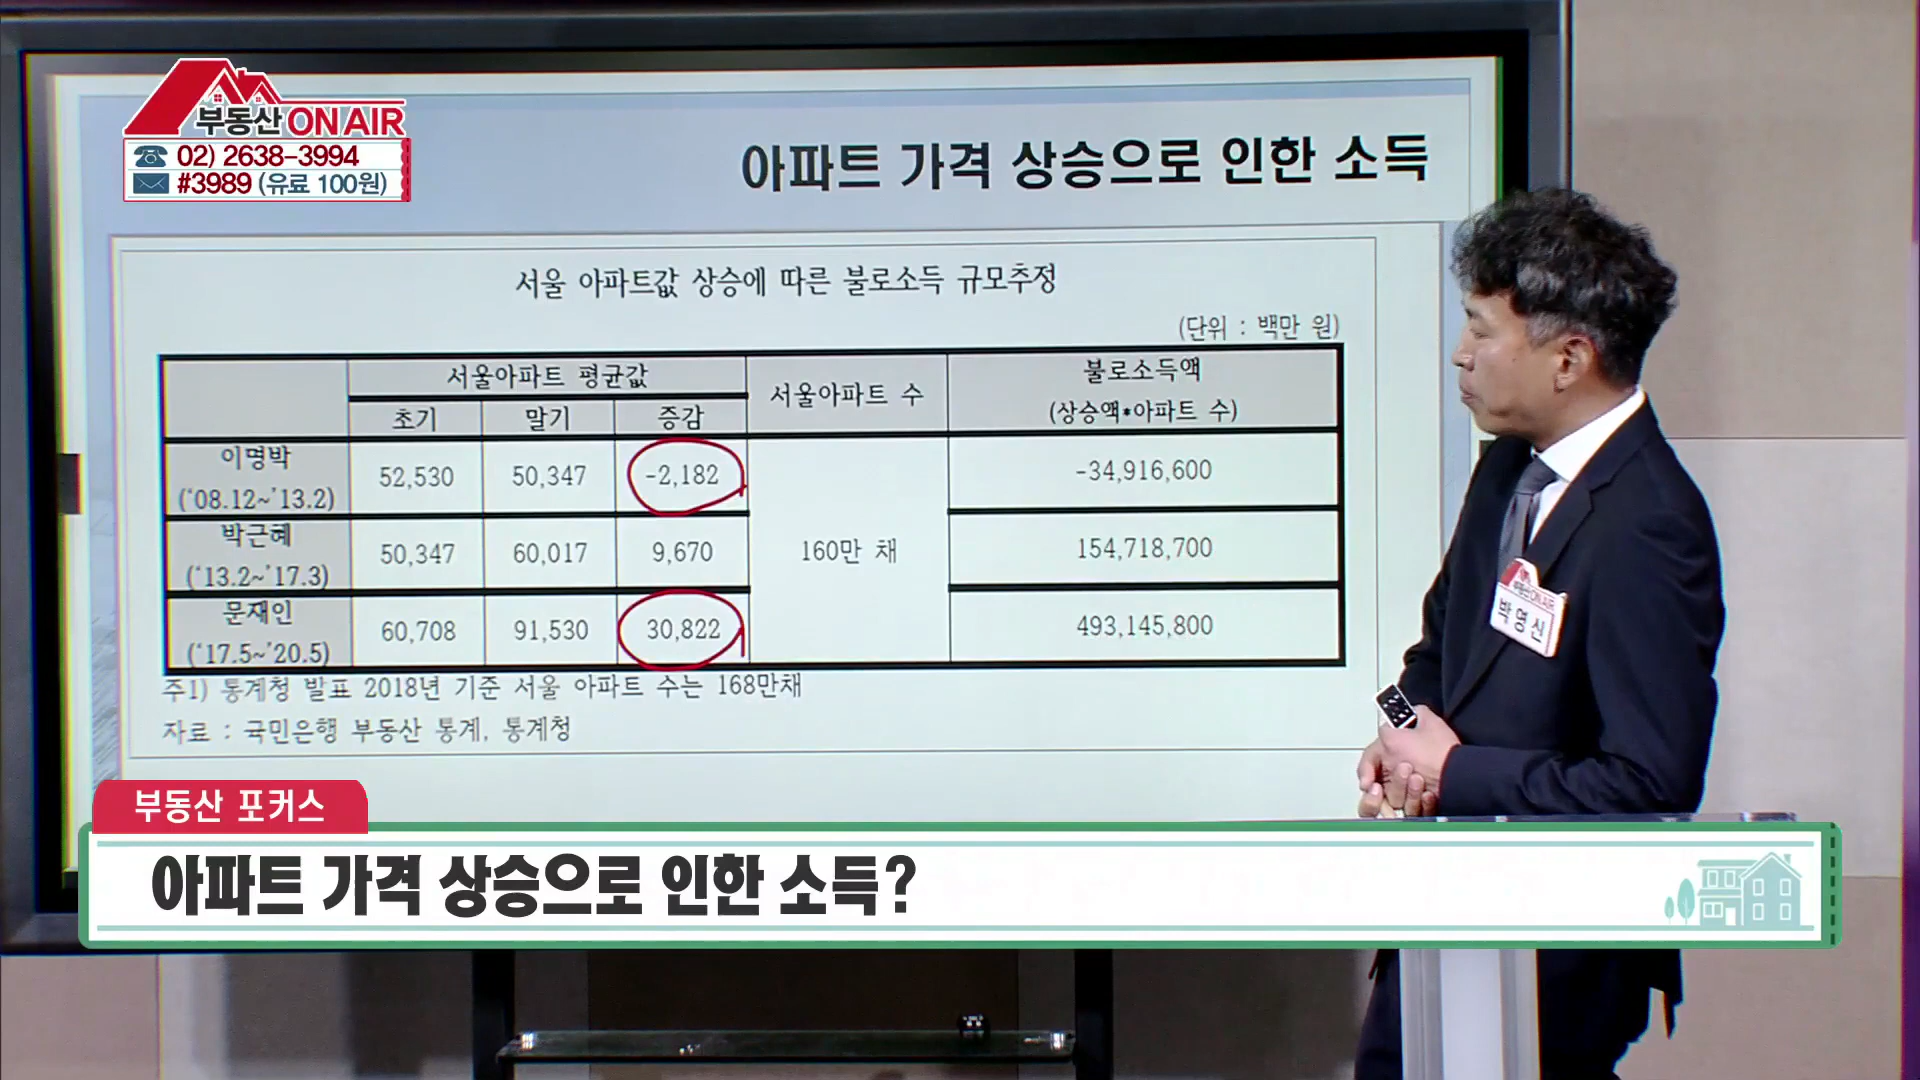 부동산 ON AIR
02) 2638-3994
#3989 (유료 100원)
아파트 가격 상승으로 인한 소득
서울 아파트값 상승에 따른 불로소득 규모추정
(단위 : 백만 원)
서울아파트 평균값 서울아파트 수 불로소득액
(상승액*아파트 수)
초기 말기 증감
이명박
('08.12~'13.2) 52,530 50,347 -2,182 -34,916,600
박근혜
('13.2~'17.3) 50,347 60,017 9,670 160만 채 154,718,700
문재인
('17.5~'20.5) 60,708 91,530 30,822 493,145,800
주1) 통계청 발표 2018년 기준 서울 아파트 수는 168만채
자료 : 국민은행 부동산 통계, 통계청
부동산 ON AIR
박영신
부동산 포커스
아파트 가격 상승으로 인한 소득?